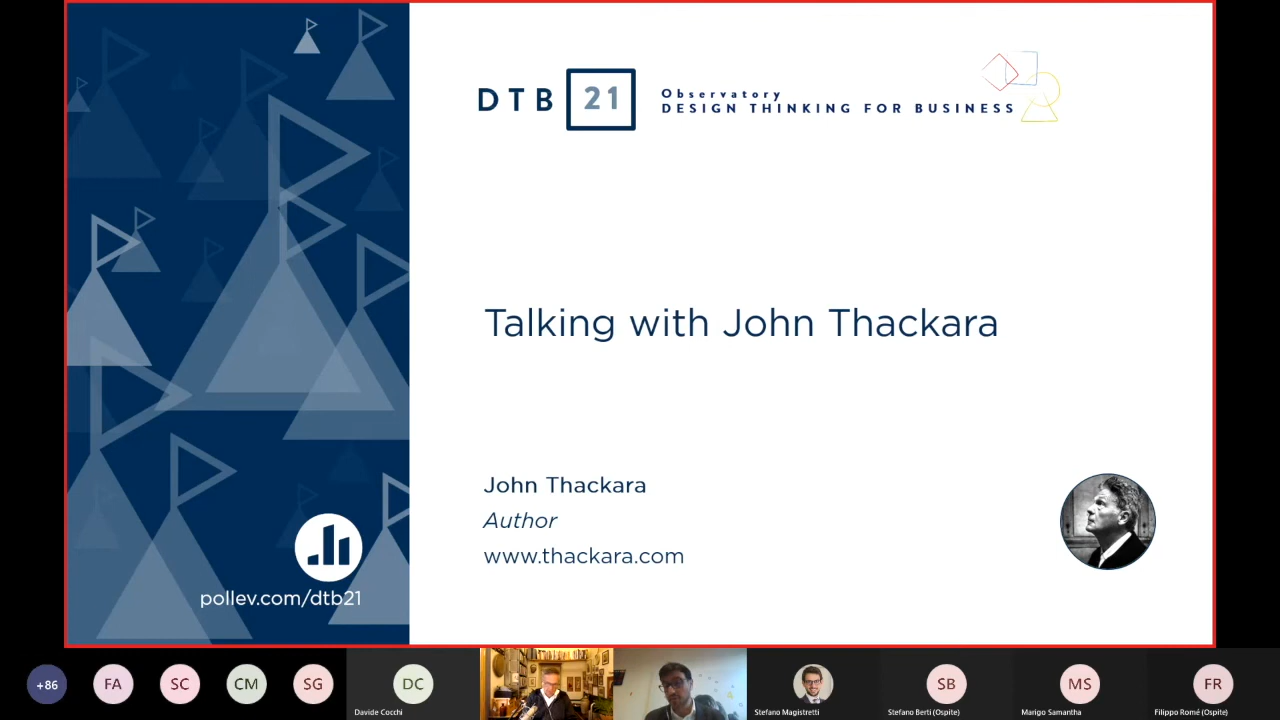 DTB 21
Observatory
DESIGN THINKING FOR BUSINESS
Talking with John Thackara
John Thackara
Author
www.thackara.com
pollev.com/dtb21
+86
FA
SC
CM
SG
DC
SB
MS
FR
Davide Cocchi
Stefano Magistretti
Stefano Berti (Ospite)
Marigo Samantha
Filippo Romé (Ospite)